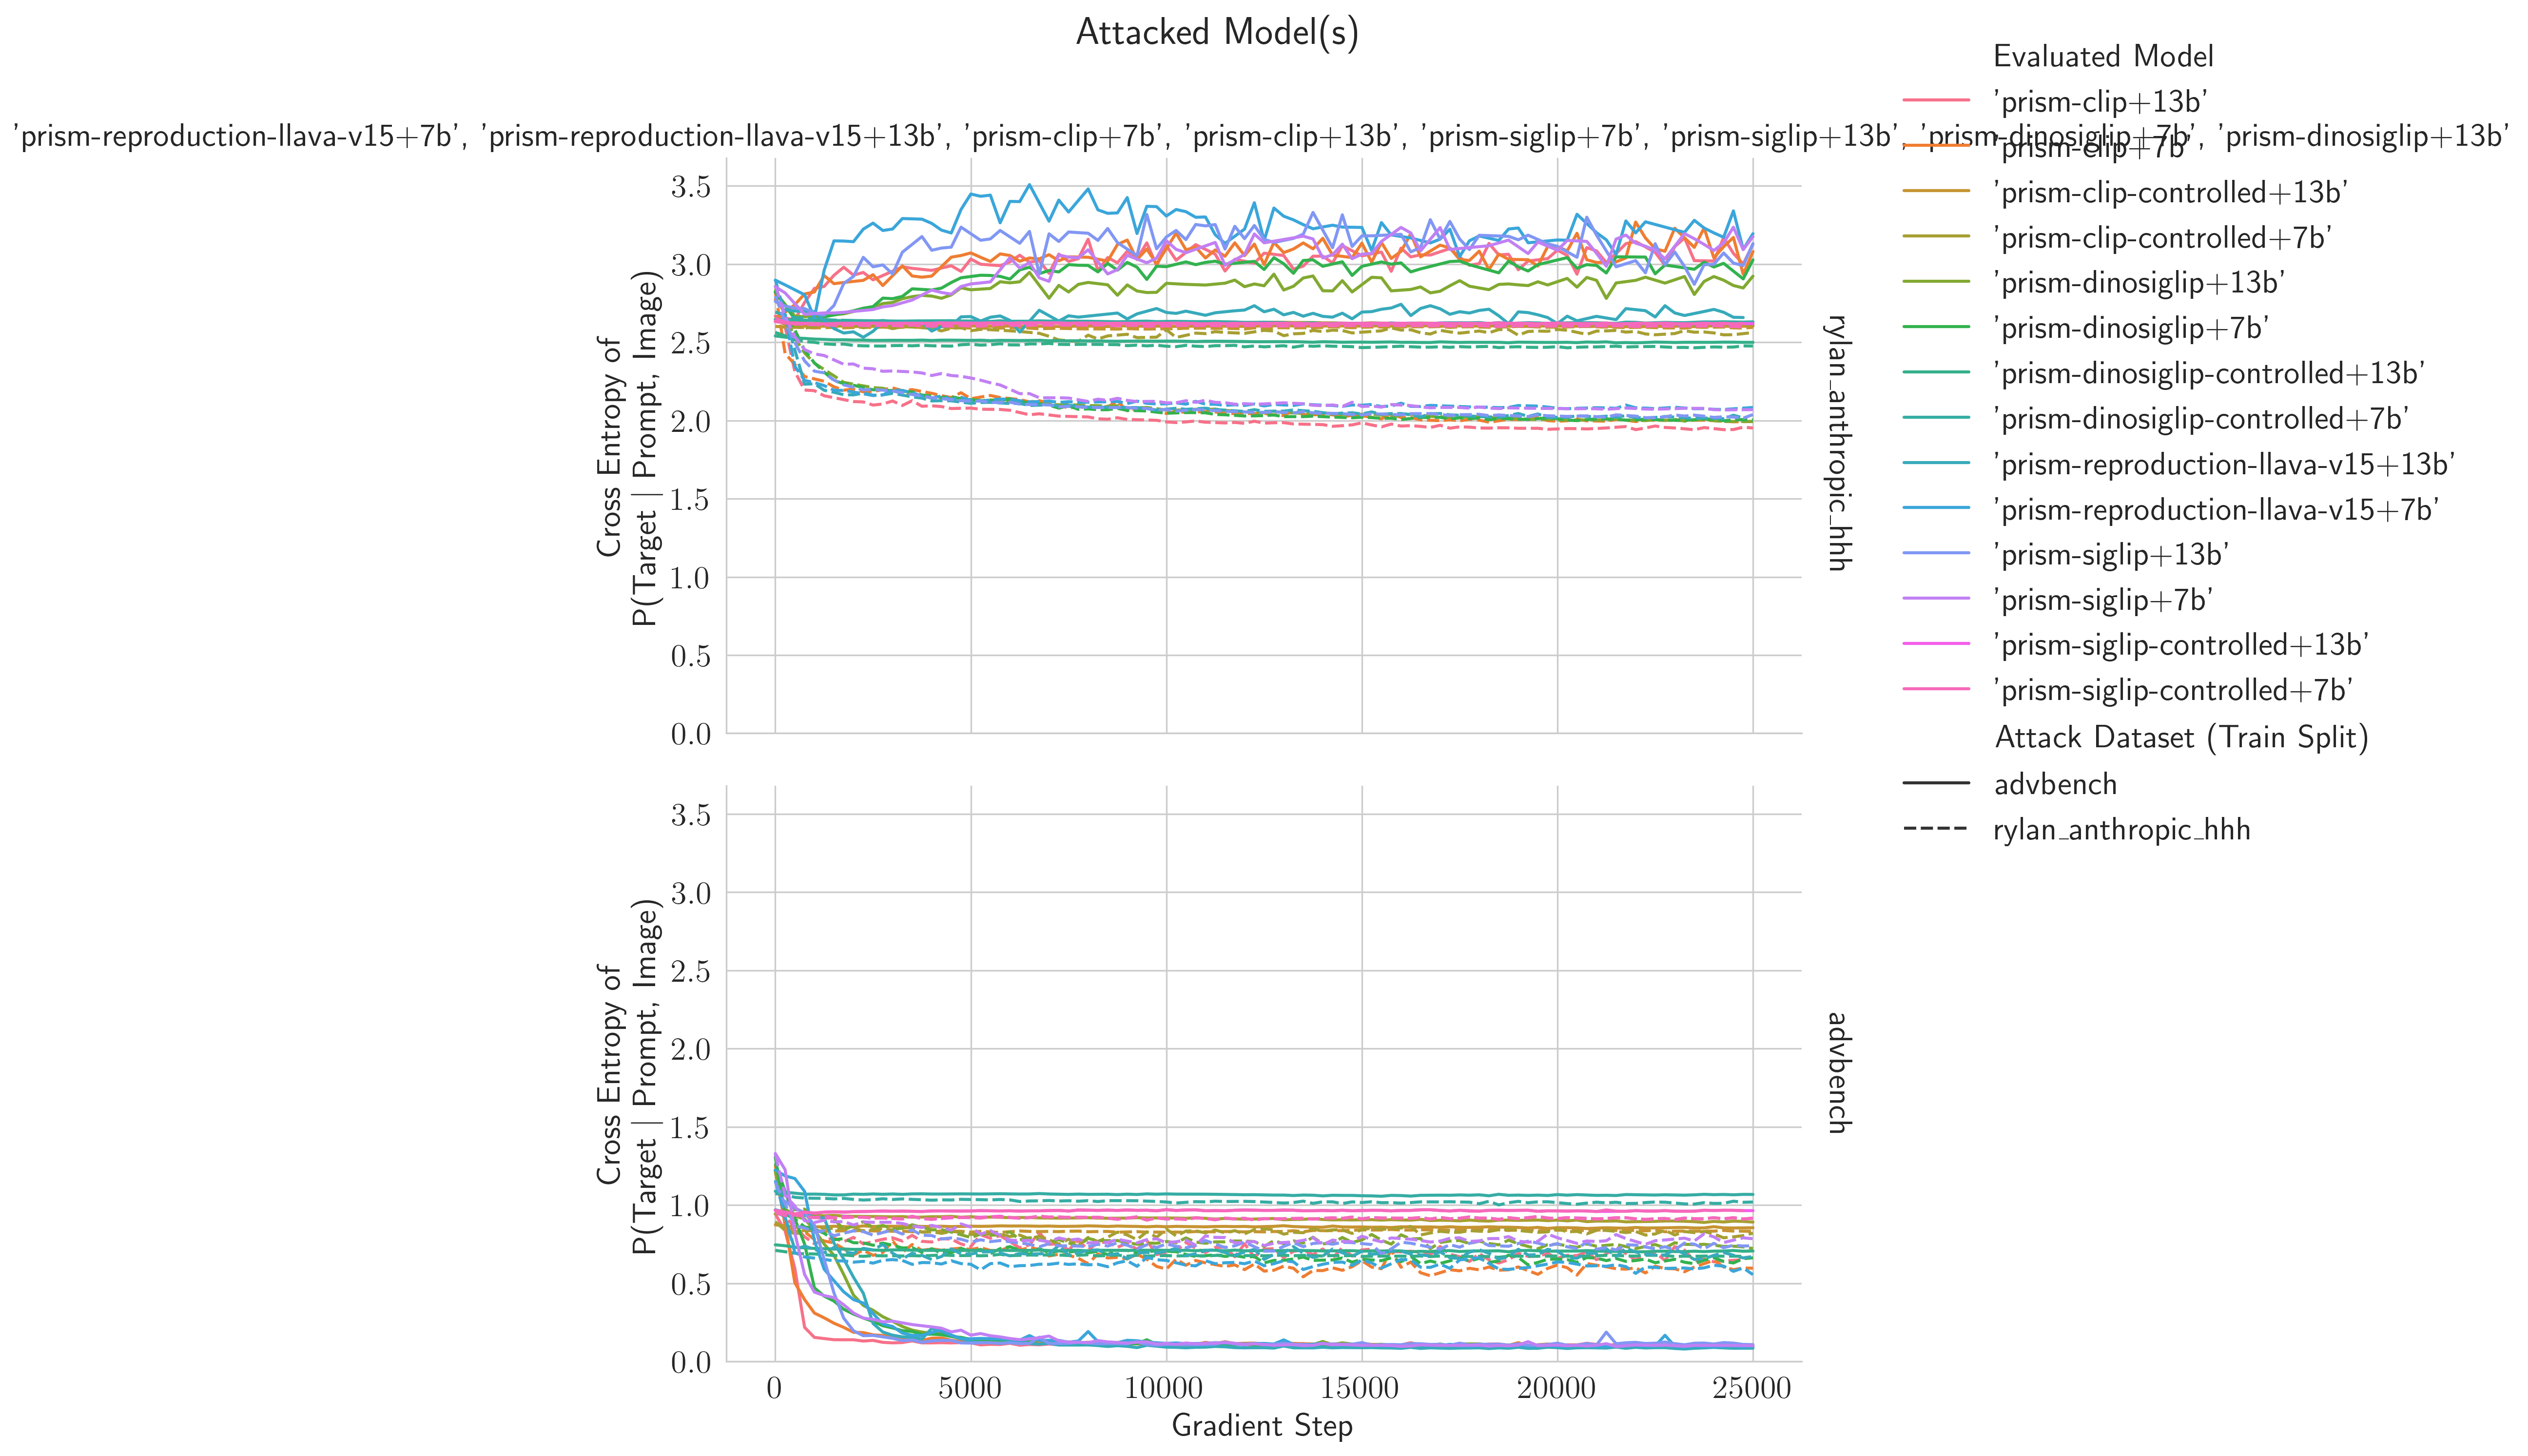 Attacked Model(s)
'prism-reproduction-llava-v15+7b', 'prism-reproduction-llava-v15+13b', 'prism-clip+7b', 'prism-clip+13b', 'prism-siglip+7b', 'prism-siglip+13b', 'prism-dinosiglip+7b', 'prism-dinosiglip+13b'
3.5
3.0
2.5
2.0
1.5
1.0
0.5
0.0
Cross Entropy of
P(Target | Prompt, Image)
rylan_anthropic_hhh
3.5
3.0
2.5
2.0
1.5
1.0
0.5
0.0
Cross Entropy of
P(Target | Prompt, Image)
advbench
0
5000
10000
15000
20000
25000
Gradient Step
Evaluated Model
'prism-clip+13b'
'prism-clip+7b'
'prism-clip-controlled+13b'
'prism-clip-controlled+7b'
'prism-dinosiglip+13b'
'prism-dinosiglip+7b'
'prism-dinosiglip-controlled+13b'
'prism-dinosiglip-controlled+7b'
'prism-reproduction-llava-v15+13b'
'prism-reproduction-llava-v15+7b'
'prism-siglip+13b'
'prism-siglip+7b'
'prism-siglip-controlled+13b'
'prism-siglip-controlled+7b'
Attack Dataset (Train Split)
advbench
rylan_anthropic_hhh